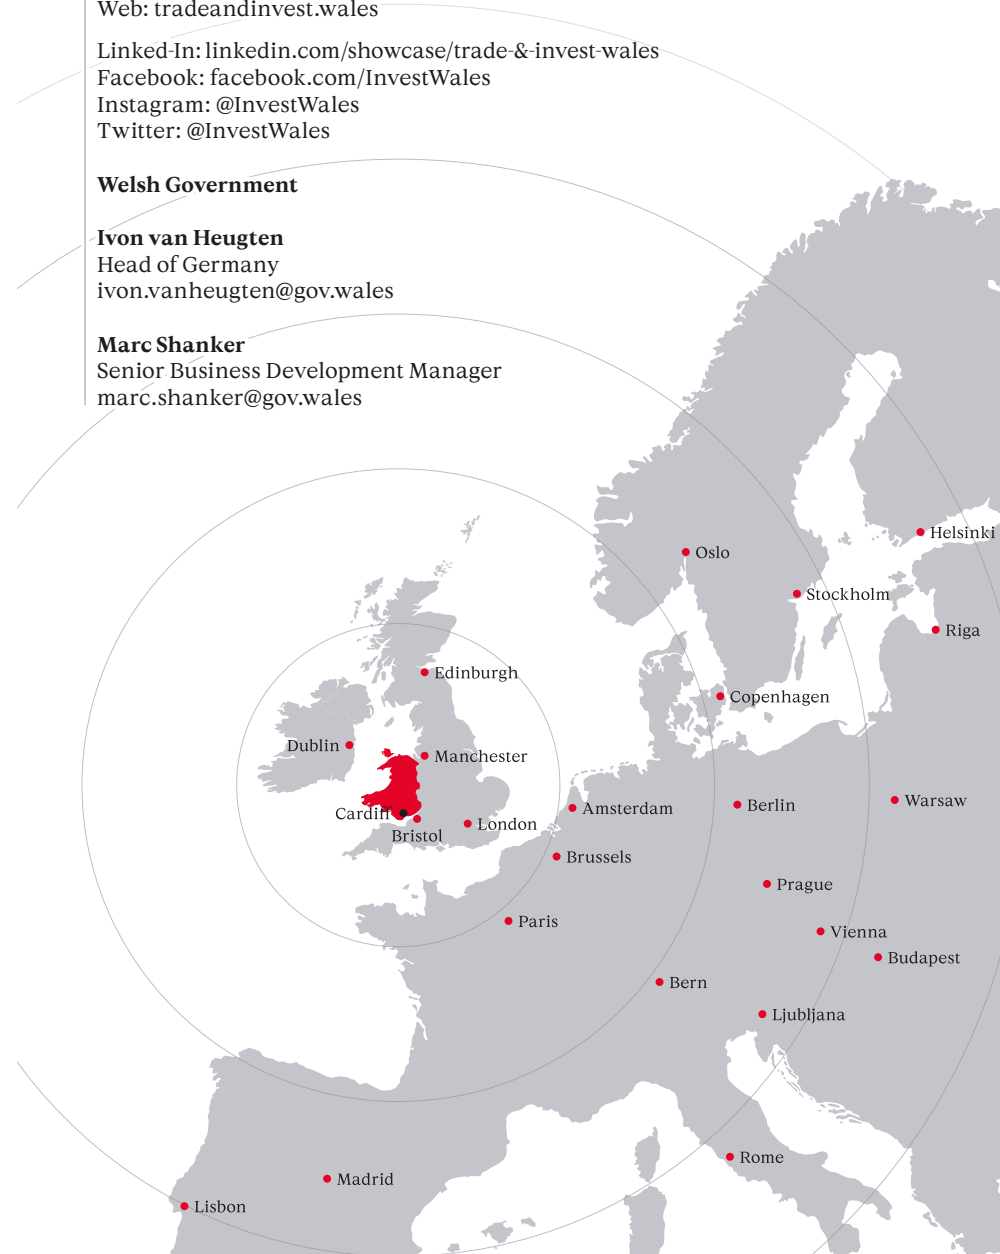 Web: tradeandinvest.wales
Linked-In: linkedin.com/showcase/trade-&-invest-wales
Facebook: facebook.com/InvestWales
Instagram: @InvestWales
Twitter: @InvestWales
Welsh Government
Ivon van Heugten
Head of Germany
ivon.vanheugten@gov.wales
Marc Shanker
Senior Business Development Manager
marc.shanker@gov.wales
Helsinki
Oslo
Stockholm
Riga
Edinburgh
Copenhagen
Dublin
Manchester
Warsaw
Berlin
Amsterdam
Cardiff
London
Bristol
Brussels
Prague
Paris
Vienna
Budapest
Bern
Ljubljana
Rome
Madrid
Lisbon